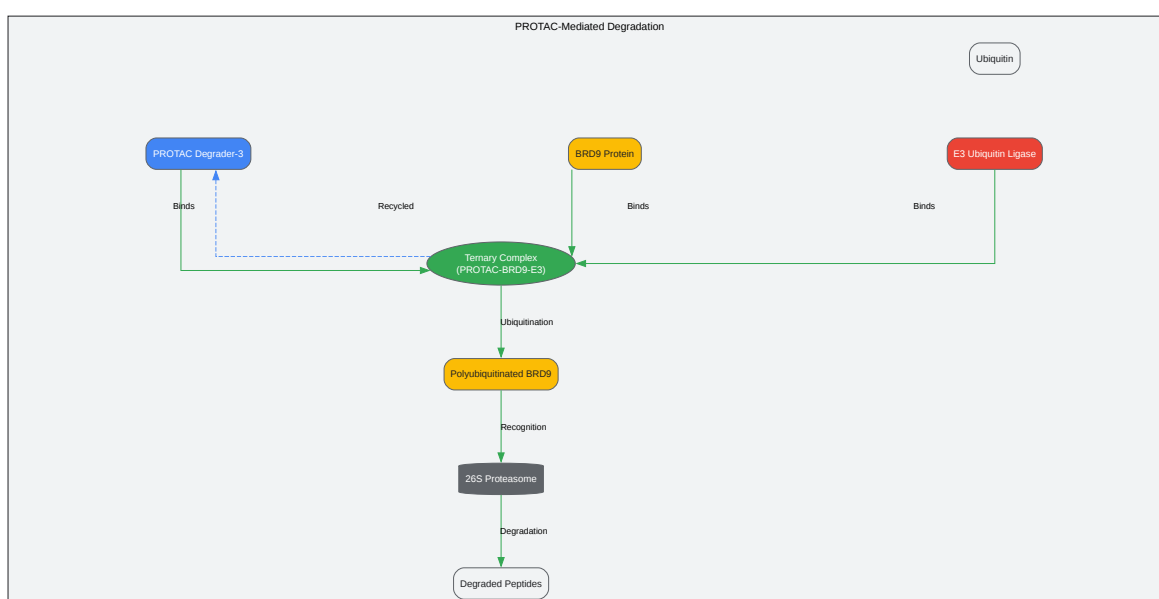 PROTAC-Mediated Degradation
Ubiquitin
PROTAC Degrader-3
BRD9 Protein
E3 Ubiquitin Ligase
Binds
Recycled
Binds
Binds
Ternary Complex
(PROTAC-BRD9-E3)
Ubiquitination
Polyubiquitinated BRD9
Recognition
26S Proteasome
Degradation
Degraded Peptides